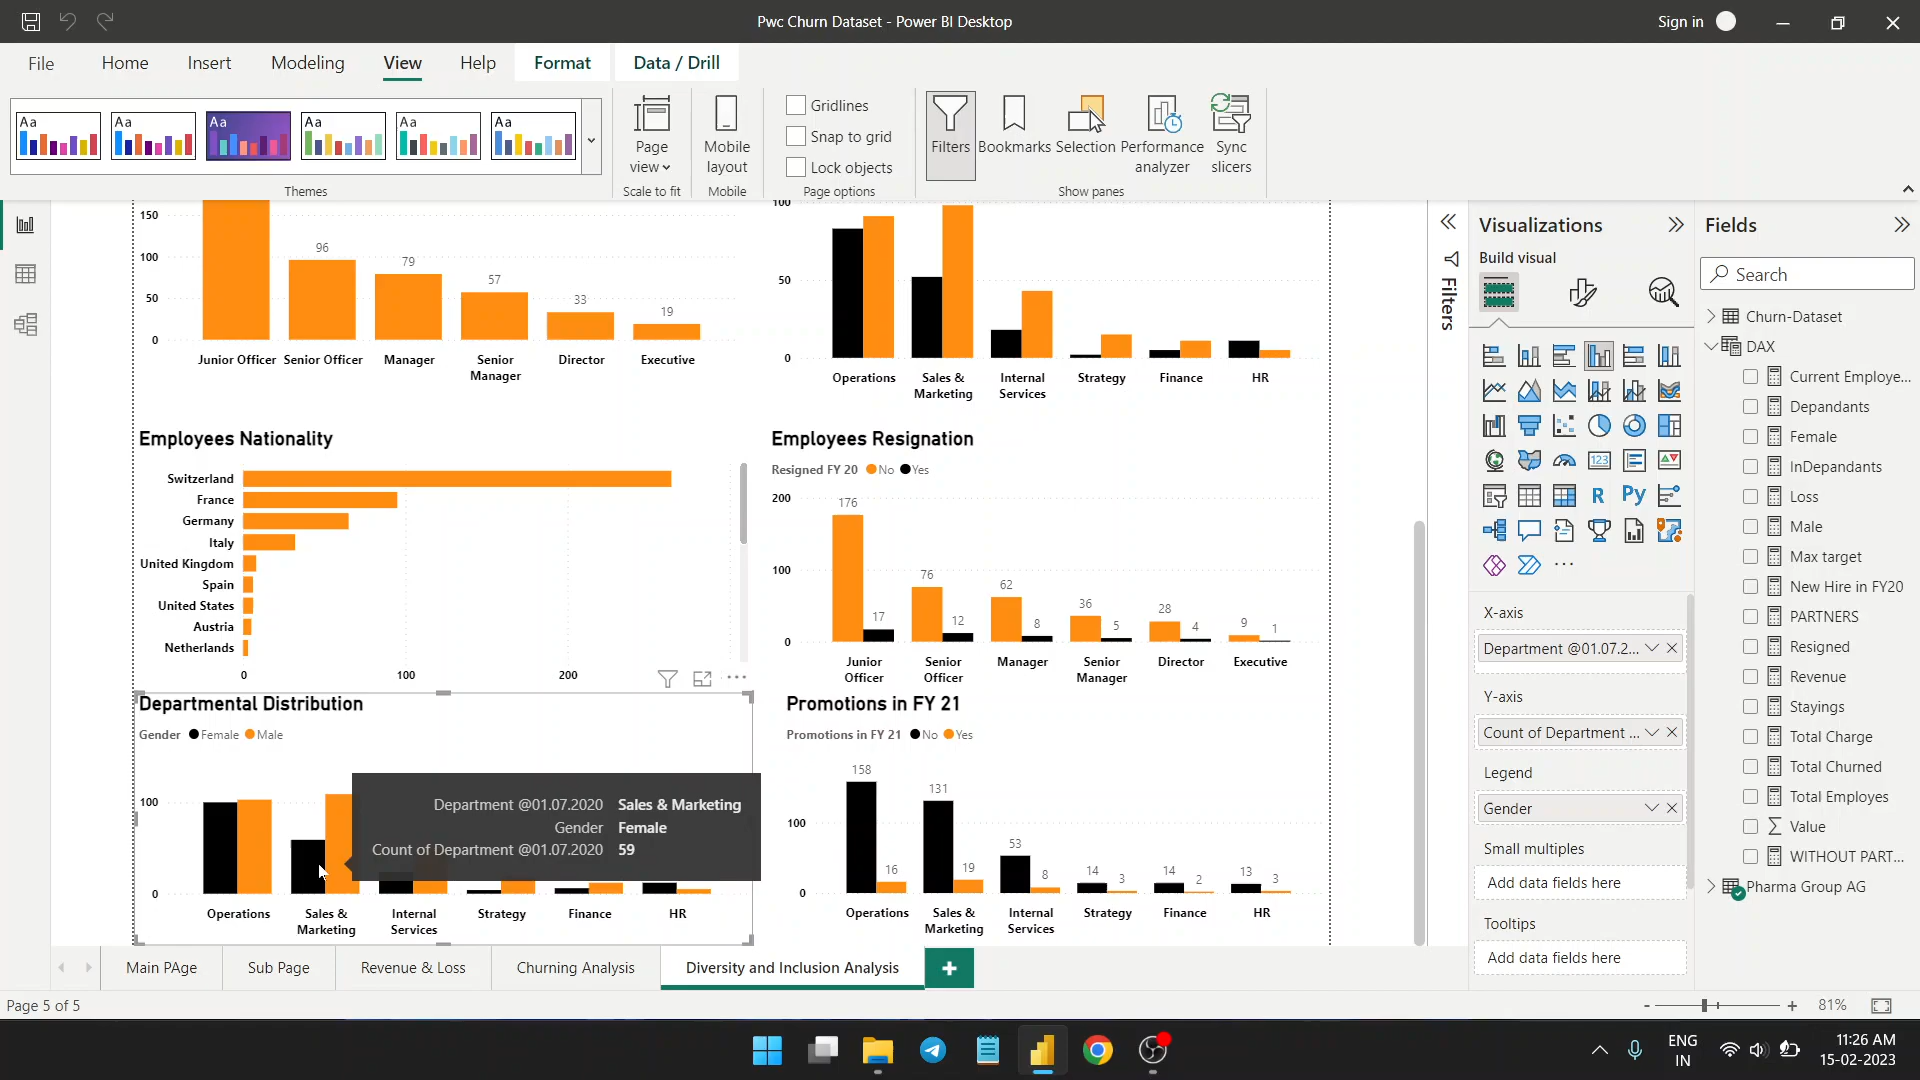 Pwc Churn Dataset - Power BI Desktop
Sign in
File Home Insert Modeling View Help Format Data / Drill
Aa Aa Aa Aa Aa Aa
Page view
Mobile layout
Gridlines
Snap to grid
Lock objects
Filters
Bookmarks
Selection
Performance analyzer
Sync slicers
Themes
Scale to fit
Mobile
Page options
Show panes
150
100
50
0
96
79
57
33
19
Junior Officer
Senior Officer
Manager
Senior Manager
Director
Executive
100
50
0
Operations
Sales & Marketing
Internal Services
Strategy
Finance
HR
Employees Nationality
Switzerland
France
Germany
Italy
United Kingdom
Spain
United States
Austria
Netherlands
0
100
200
Employees Resignation
Resigned FY 20 No Yes
200
100
0
176
17
76
12
62
8
36
5
28
4
9
1
Junior Officer
Senior Officer
Manager
Senior Manager
Director
Executive
Departmental Distribution
Gender Female Male
100
0
Department @01.07.2020 Sales & Marketing
Gender Female
Count of Department @01.07.2020 59
Operations
Sales & Marketing
Internal Services
Strategy
Finance
HR
Promotions in FY 21
Promotions in FY 21 No Yes
100
0
158
16
131
19
53
8
14
3
14
2
13
3
Operations
Sales & Marketing
Internal Services
Strategy
Finance
HR
Filters
Visualizations
Build visual
123
R
Py
X-axis
Department @01.07.2...
Y-axis
Count of Department ...
Legend
Gender
Small multiples
Add data fields here
Tooltips
Add data fields here
Fields
Search
Churn-Dataset
DAX
Current Employe...
Depandants
Female
InDepandants
Loss
Male
Max target
New Hire in FY20
PARTNERS
Resigned
Revenue
Stayings
Total Charge
Total Churned
Total Employes
Value
WITHOUT PART...
Pharma Group AG
Main PAge
Sub Page
Revenue & Loss
Churning Analysis
Diversity and Inclusion Analysis
Page 5 of 5
- + 81%
ENG
IN
11:26 AM
15-02-2023